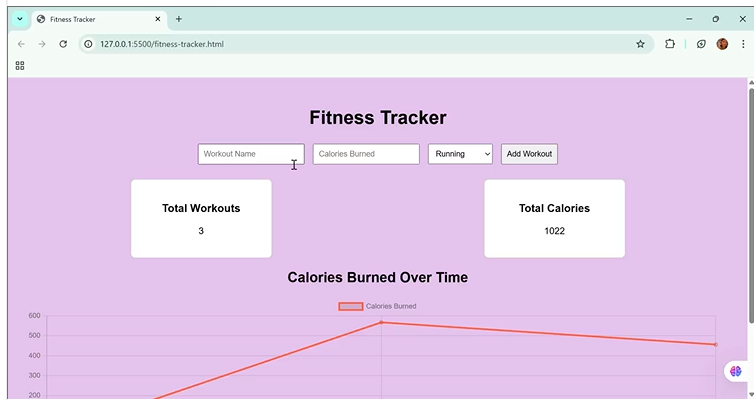 Fitness Tracker
127.0.0.1:5500/fitness-tracker.html
Fitness Tracker
Workout Name Calories Burned Running Add Workout
Total Workouts Total Calories
3 1022
Calories Burned Over Time
Calories Burned
600
500
400
300
200